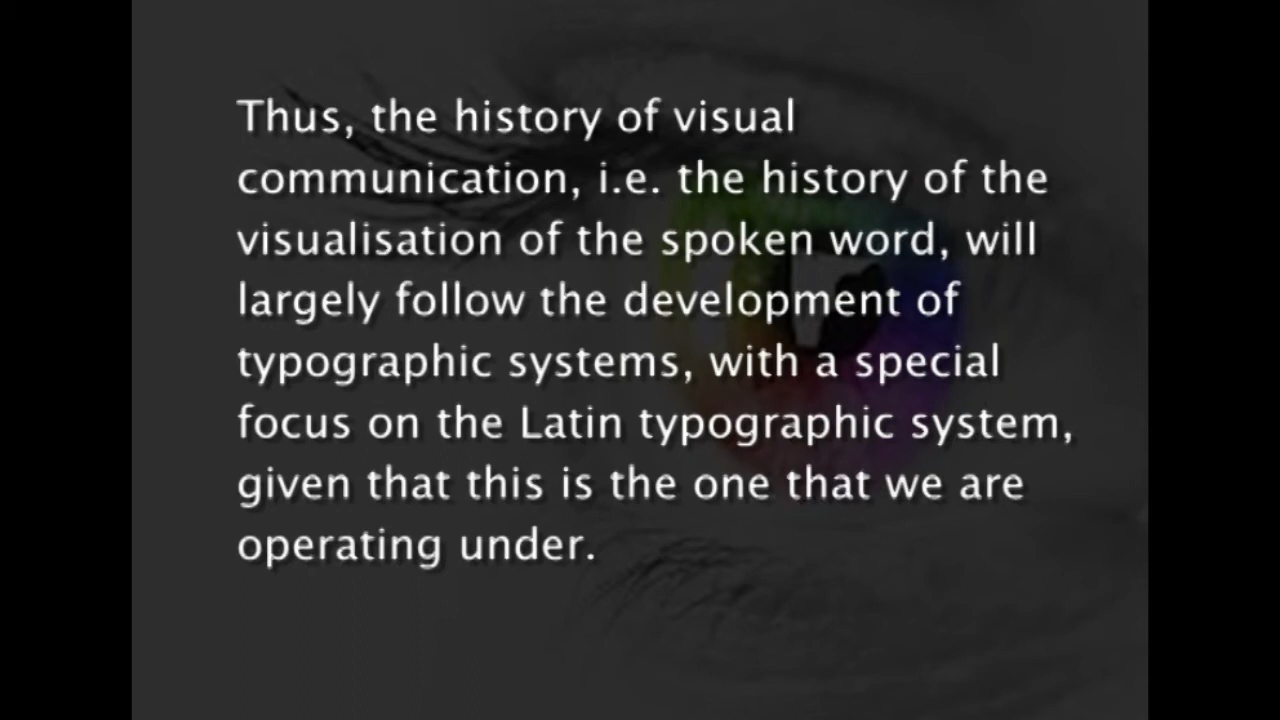 Thus, the history of visual
communication, i.e. the history of the
visualisation of the spoken word, will
largely follow the development of
typographic systems, with a special
focus on the Latin typographic system,
given that this is the one that we are
operating under.